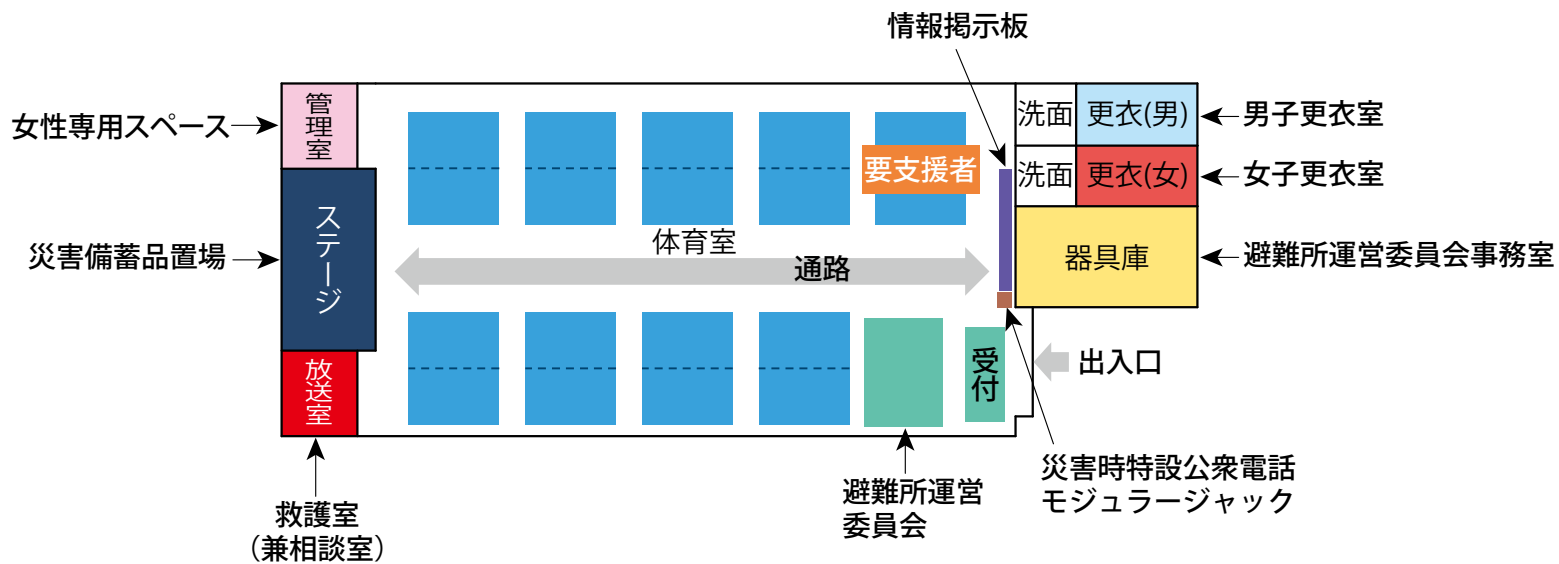 情報掲示板
女性専用スペース
管理室
洗面
更衣(男)
男子更衣室
要支援者
洗面
更衣(女)
女子更衣室
災害備蓄品置場
ステージ
体育室
通路
器具庫
避難所運営委員会事務室
放送室
受付
出入口
救護室
（兼相談室）
避難所運営
委員会
災害時特設公衆電話
モジュラージャック